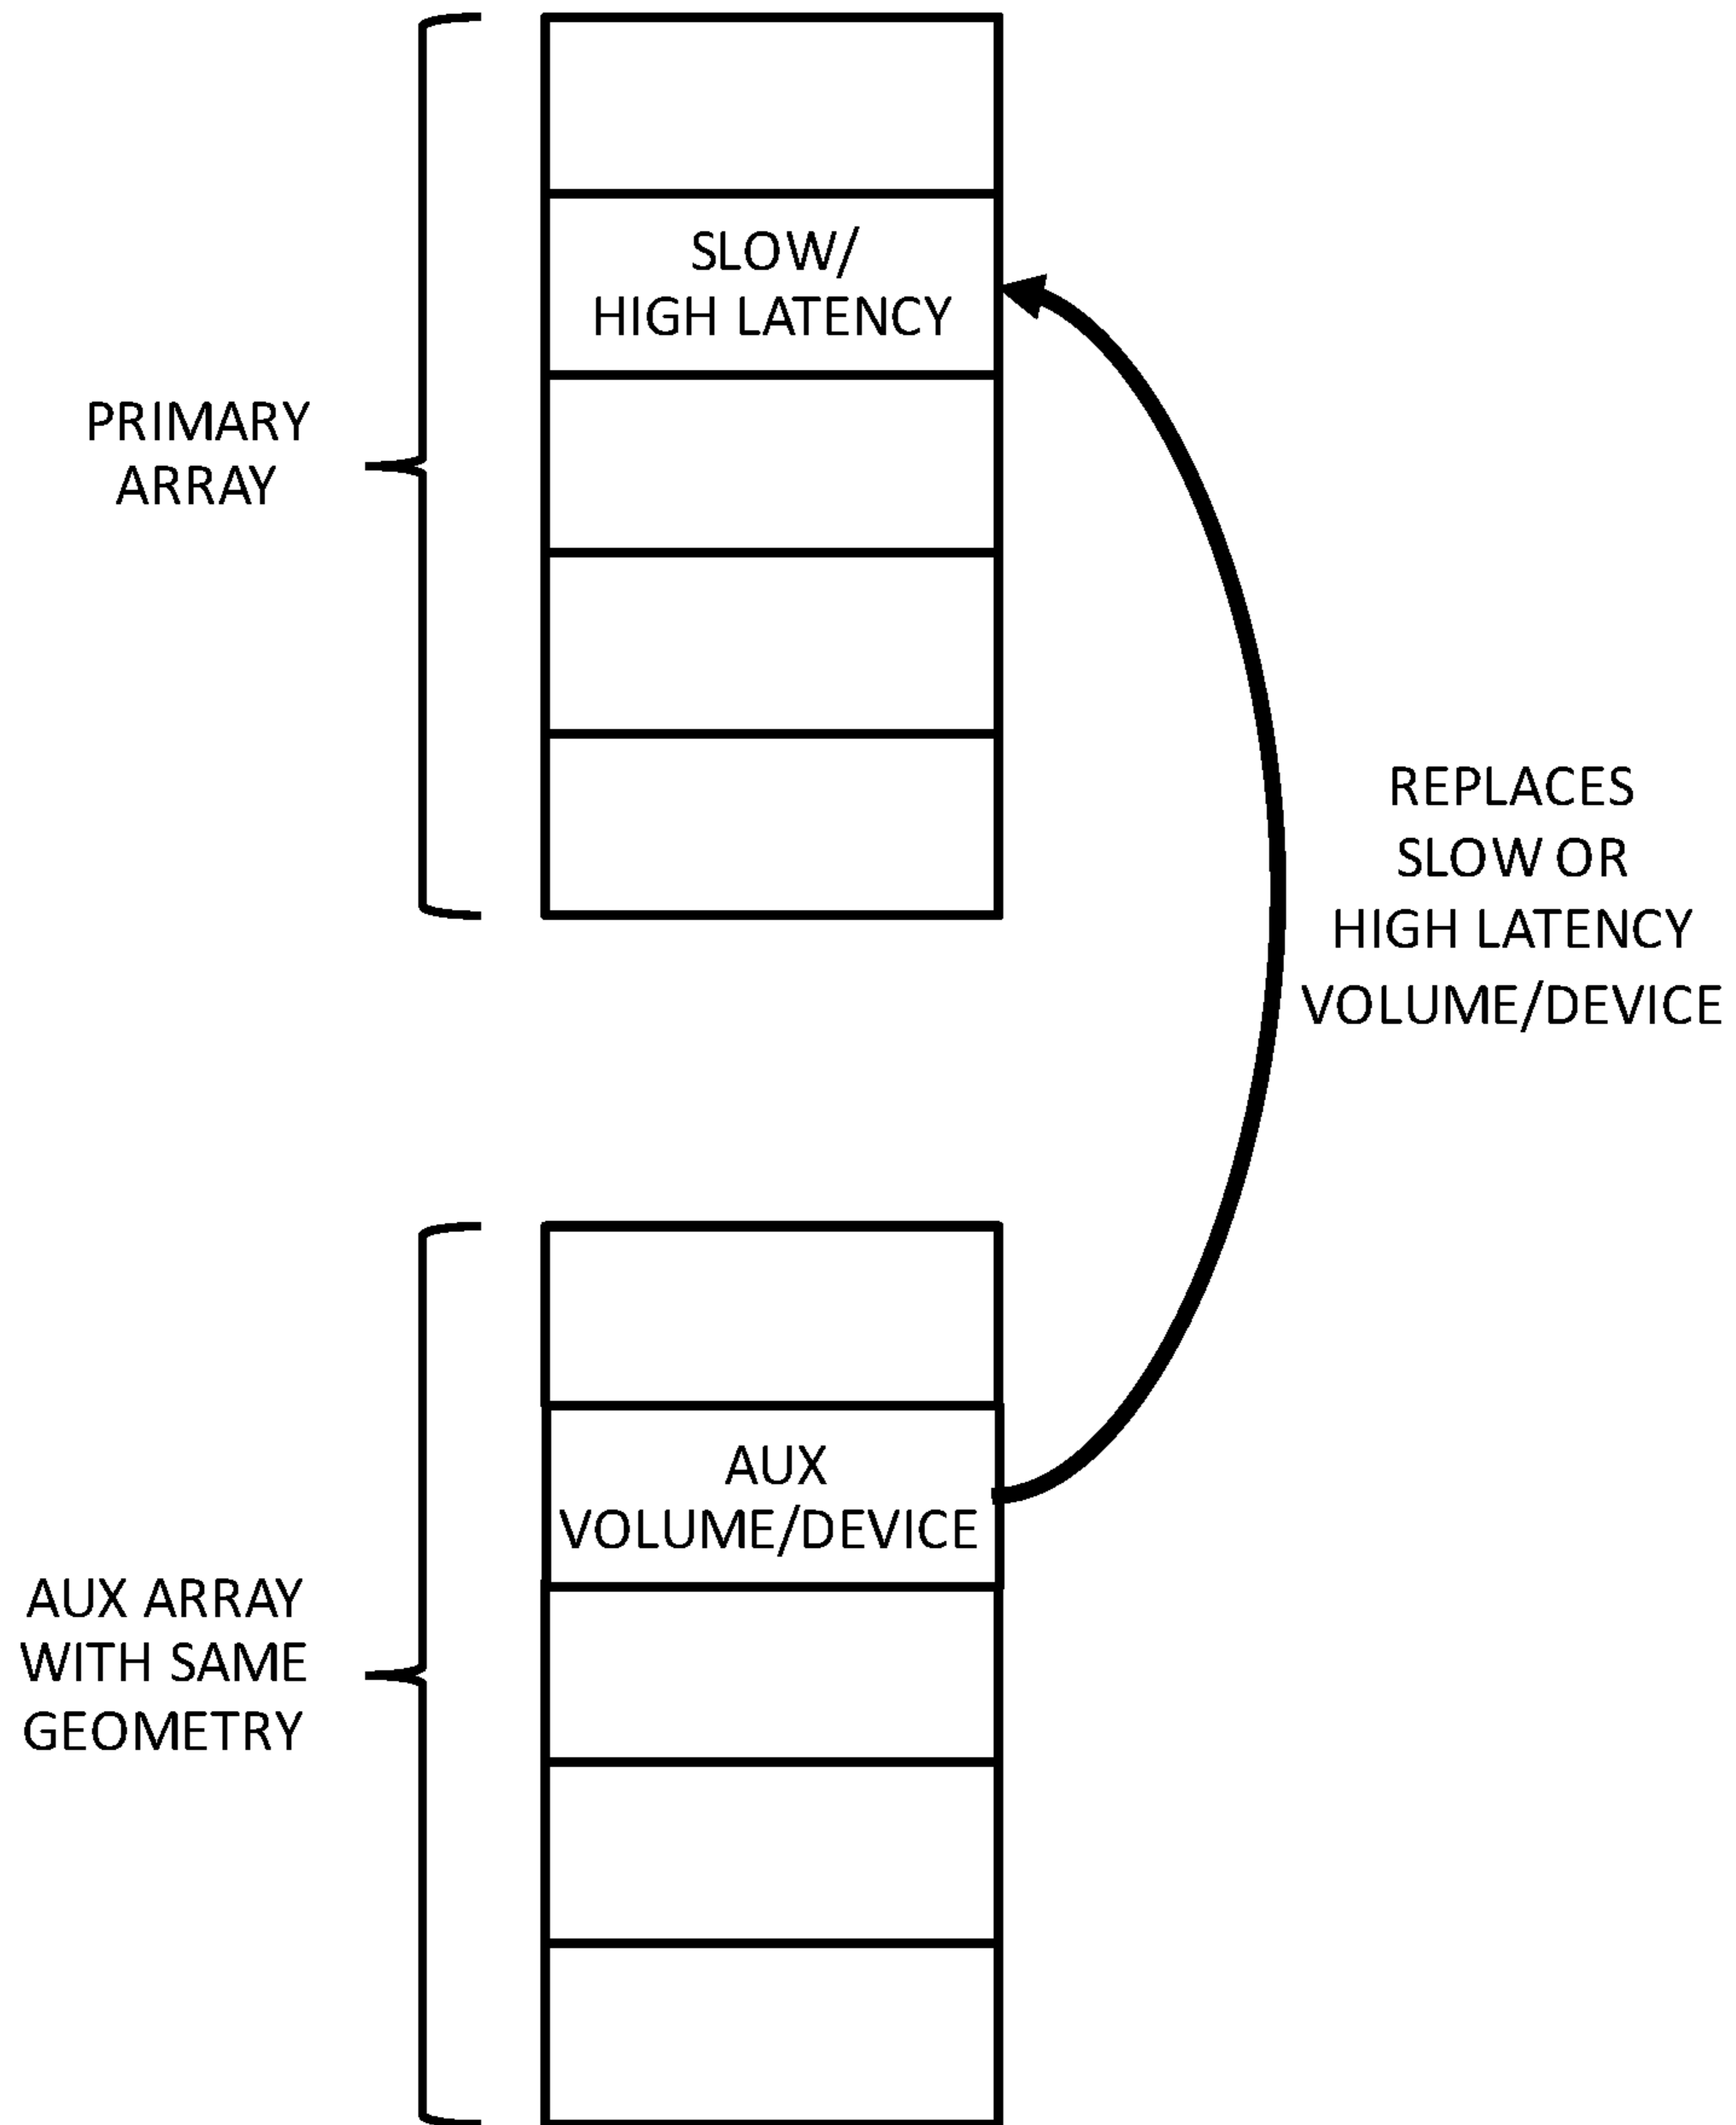 SLOW/
HIGH LATENCY
PRIMARY
ARRAY
REPLACES
SLOW OR
HIGH LATENCY
VOLUME/DEVICE
AUX
VOLUME/DEVICE
AUX ARRAY
WITH SAME
GEOMETRY